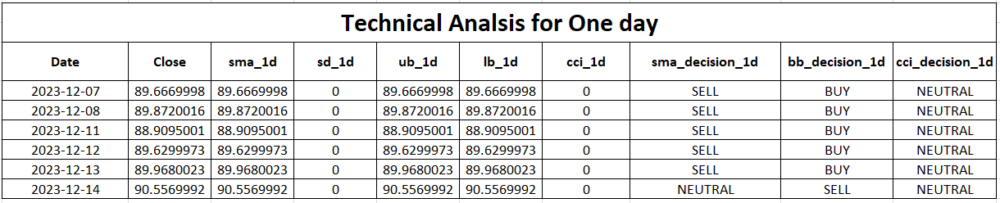 Technical Analsis for One day
Date Close sma_1d sd_1d ub_1d lb_1d cci_1d sma_decision_1d bb_decision_1d cci_decision_1d
2023-12-07 89.6669998 89.6669998 0 89.6669998 89.6669998 0 SELL BUY NEUTRAL
2023-12-08 89.8720016 89.8720016 0 89.8720016 89.8720016 0 SELL BUY NEUTRAL
2023-12-11 88.9095001 88.9095001 0 88.9095001 88.9095001 0 SELL BUY NEUTRAL
2023-12-12 89.6299973 89.6299973 0 89.6299973 89.6299973 0 SELL BUY NEUTRAL
2023-12-13 89.9680023 89.9680023 0 89.9680023 89.9680023 0 SELL BUY NEUTRAL
2023-12-14 90.5569992 90.5569992 0 90.5569992 90.5569992 0 NEUTRAL SELL NEUTRAL